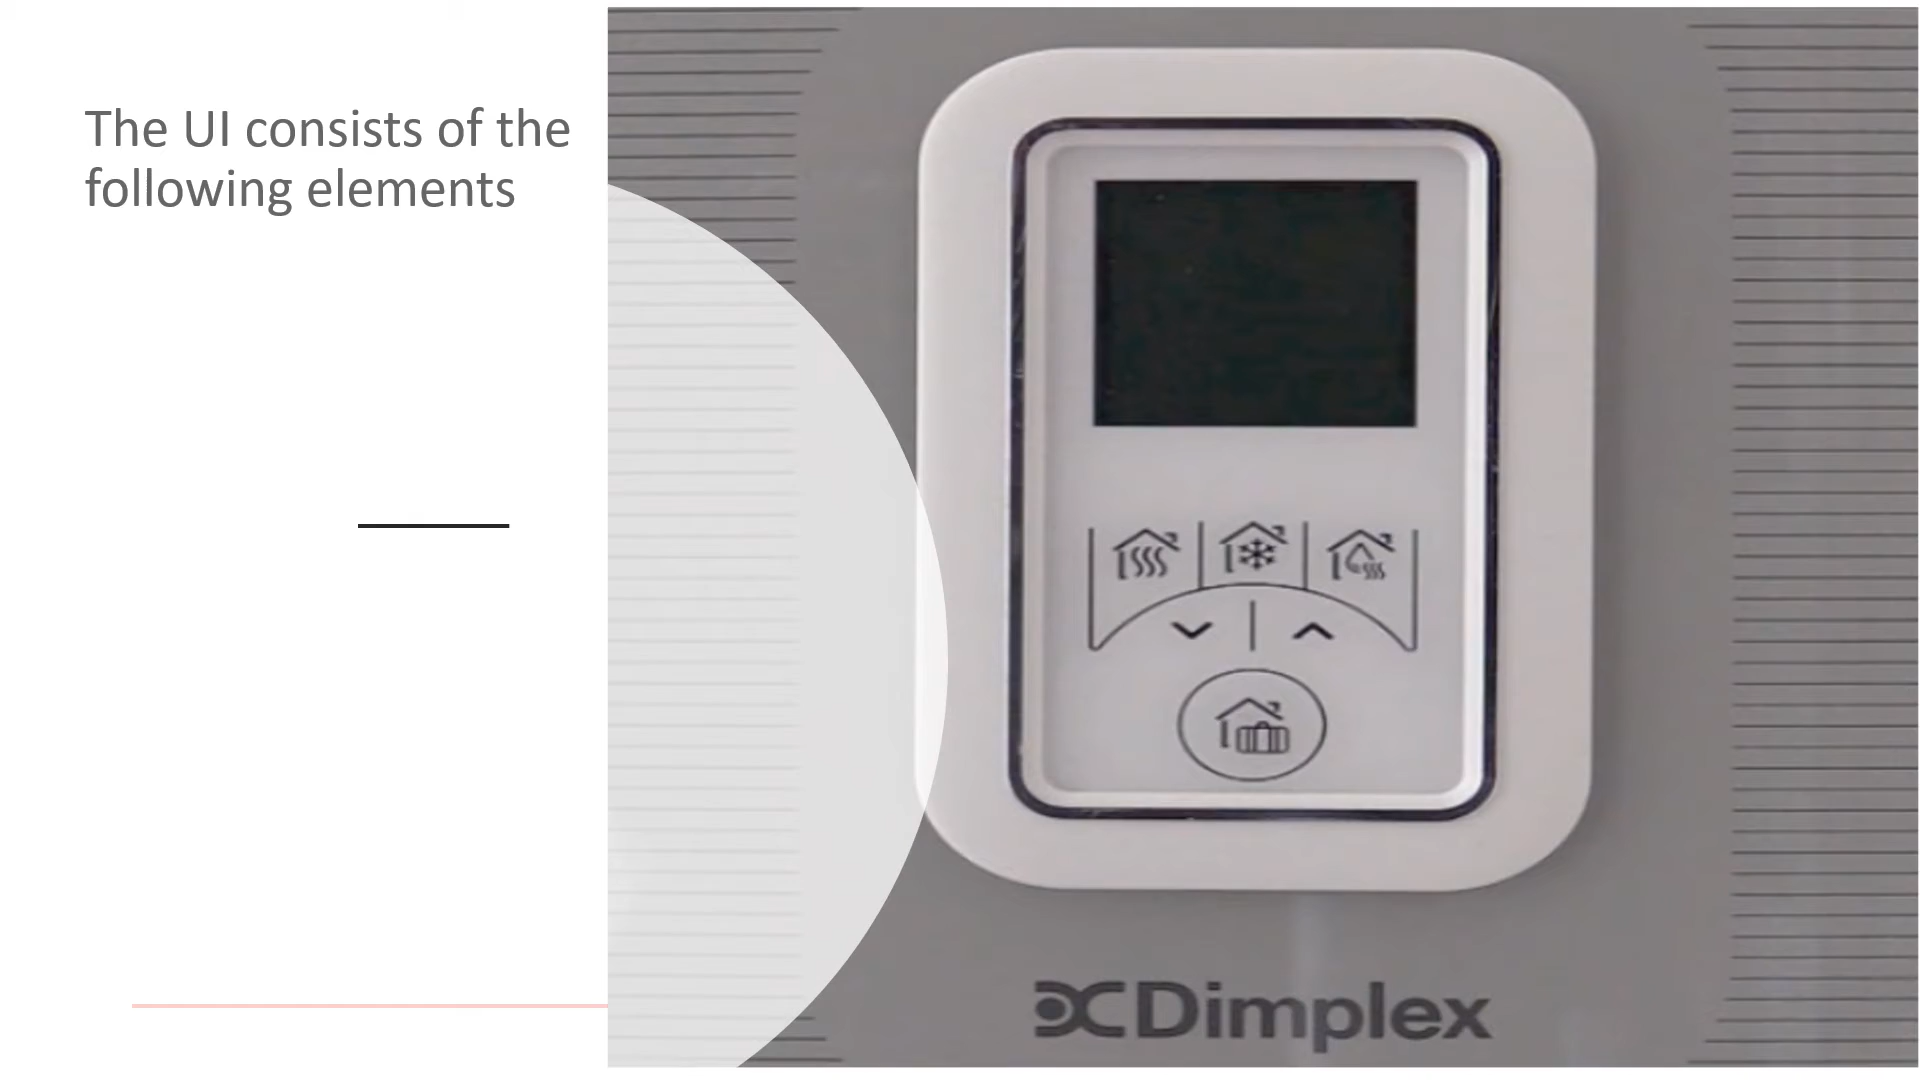 The UI consists of the
following elements
Dimplex